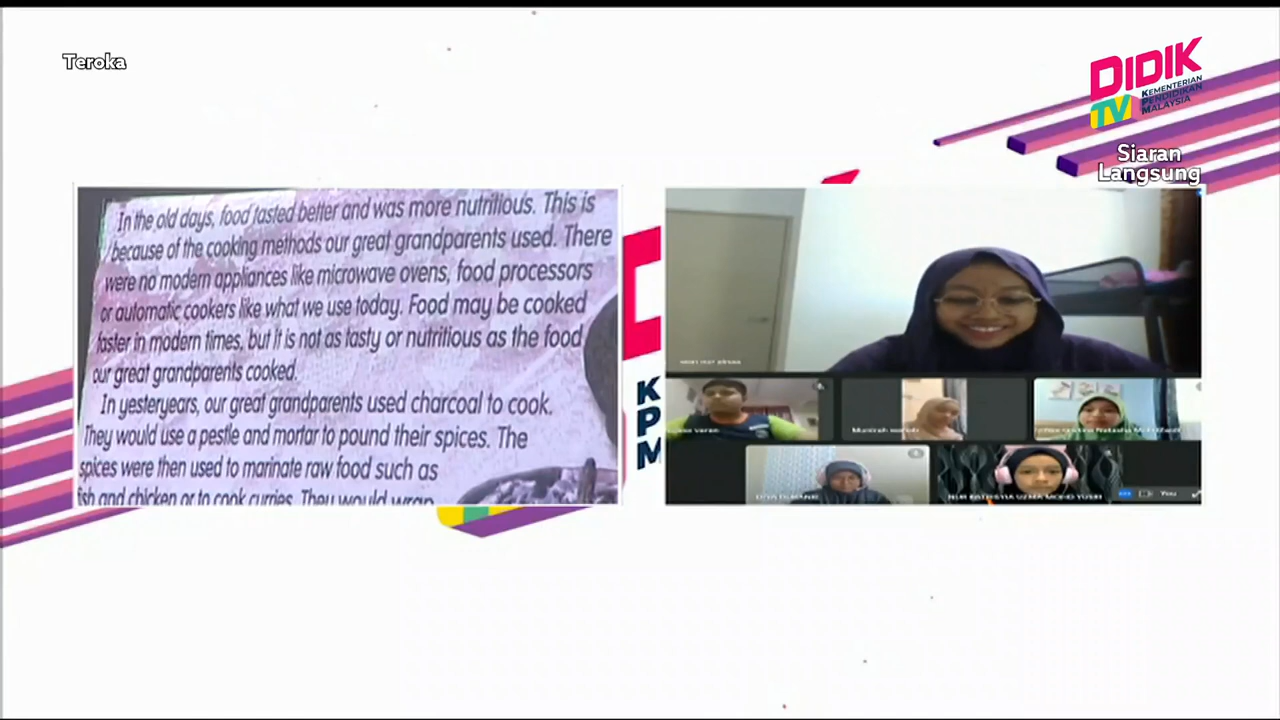 Teroka
DIDIK
TV
KEMENTERIAN
PENDIDIKAN
MALAYSIA
Siaran
Langsung
In the old days, food tasted better and was more nutritious. This is
because of the cooking methods our great grandparents used. There
were no modern appliances like microwave ovens, food processors
or automatic cookers like what we use today. Food may be cooked
faster in modern times, but it is not as tasty or nutritious as the food
our great grandparents cooked.
In yesteryears, our great grandparents used charcoal to cook.
They would use a pestle and mortar to pound their spices. The
spices were then used to marinate raw food such as
fish and chicken or to cook curries. They would wrap
D
K
P
M
You